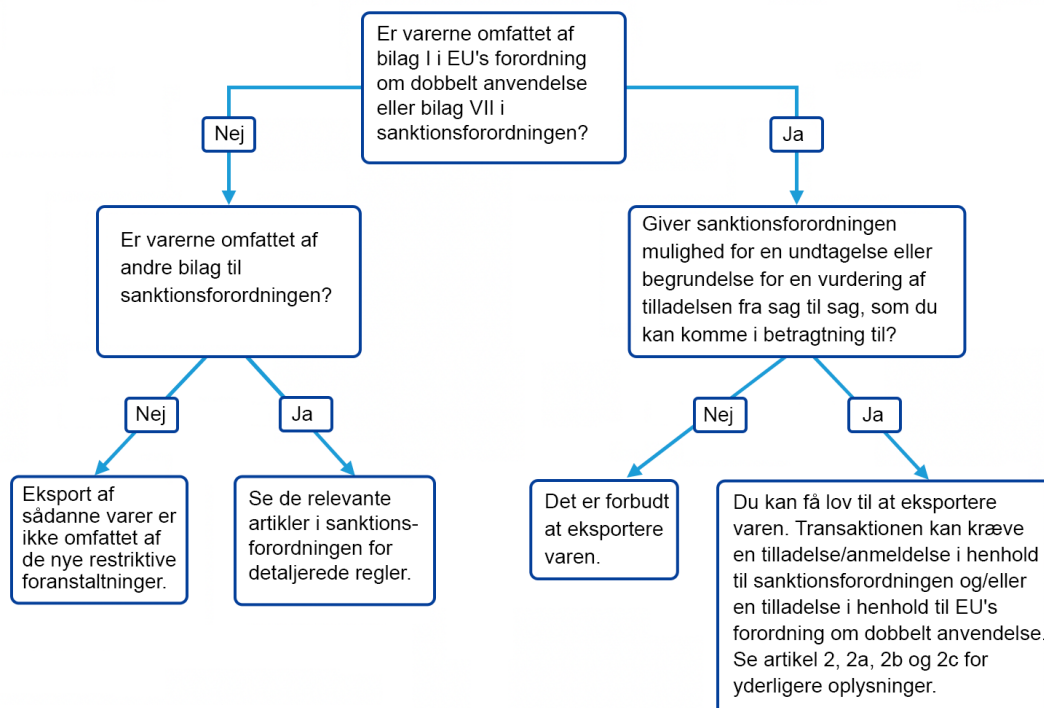 Er varerne omfattet af
bilag I i EU's forordning
om dobbelt anvendelse
eller bilag VII i
sanktionsforordningen?
Nej
Ja
Er varerne omfattet af
andre bilag til
sanktionsforordningen?
Giver sanktionsforordningen
mulighed for en undtagelse eller
begrundelse for en vurdering af
tilladelsen fra sag til sag, som du
kan komme i betragtning til?
Nej
Ja
Nej
Ja
Eksport af
sådanne varer er
ikke omfattet af
de nye restriktive
foranstaltninger.
Se de relevante
artikler i sanktions-
forordningen for
detaljerede regler.
Det er forbudt
at eksportere
varen.
Du kan få lov til at eksportere
varen. Transaktionen kan kræve
en tilladelse/anmeldelse i henhold
til sanktionsforordningen og/eller
en tilladelse i henhold til EU's
forordning om dobbelt anvendelse.
Se artikel 2, 2a, 2b og 2c for
yderligere oplysninger.